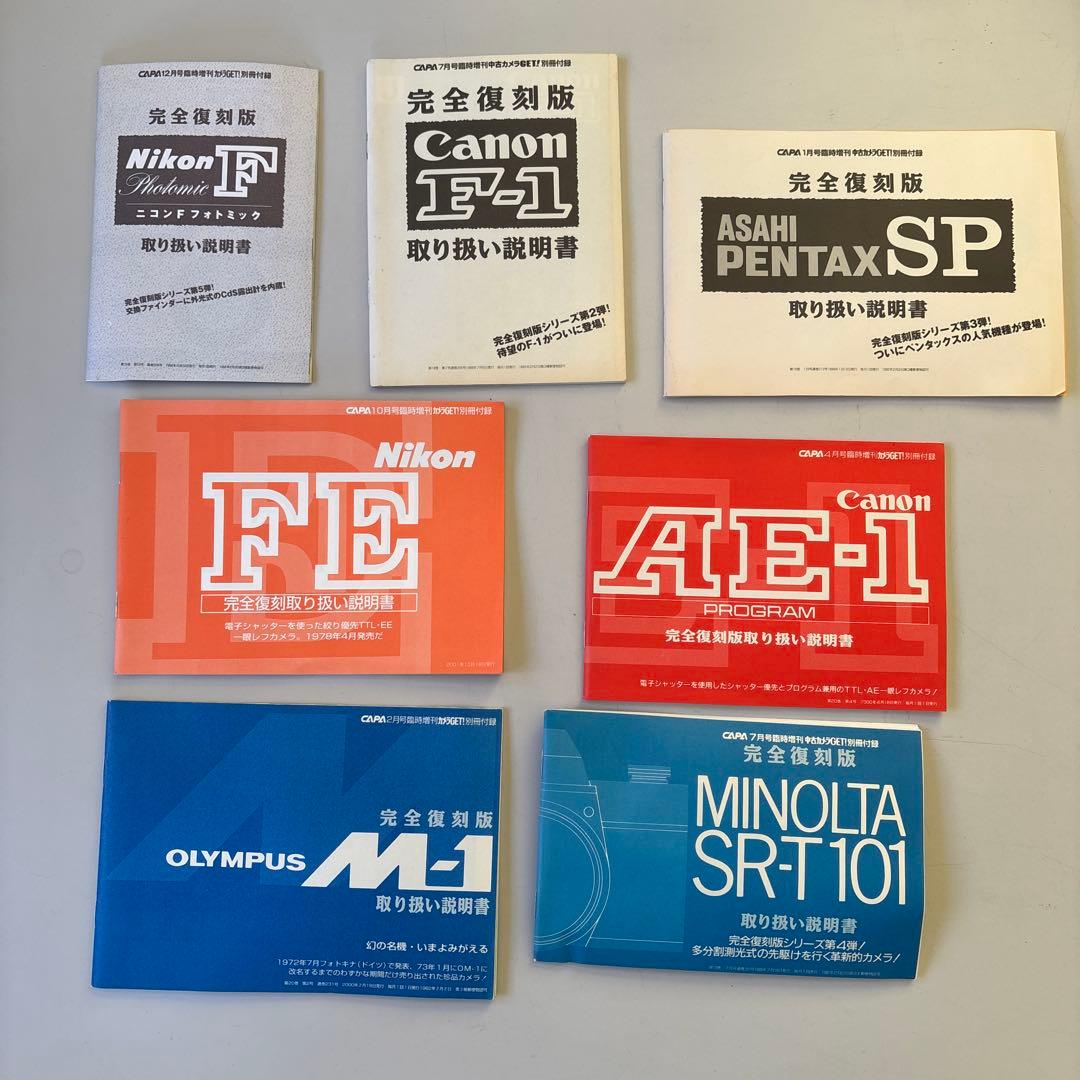 CAPA12月号臨時増刊カメラGET!別冊付録
完全復刻版
Nikon F
Photomic
ニコンF フォトミック
取り扱い説明書
完全復刻版シリーズ第5弾!
交換ファインダーに外光式のCdS露出計を内蔵!
CAPA7月号臨時増刊中古カメラGET!別冊付録
完全復刻版
Canon
F-1
取り扱い説明書
完全復刻版シリーズ第2弾!
待望のF-1がついに登場!
CAPA1月号臨時増刊中古カメラGET!別冊付録
完全復刻版
ASAHI
PENTAX SP
取り扱い説明書
完全復刻版シリーズ第3弾!
ついにペンタックスの人気機種が登場!
CAPA10月号臨時増刊カメラGET!別冊付録
Nikon
FE
完全復刻取り扱い説明書
電子シャッターを使った絞り優先TTL・EE
一眼レフカメラ。1978年4月発売だ
CAPA4月号臨時増刊カメラGET!別冊付録
Canon
AE-1
PROGRAM
完全復刻版取り扱い説明書
電子シャッターを使用したシャッター優先とプログラム兼用のTTL・AE一眼レフカメラ!
CAPA2月号臨時増刊カメラGET!別冊付録
完全復刻版
OLYMPUS M-1
取り扱い説明書
幻の名機・いまよみがえる
1972年7月フォトキナ(ドイツ)で発表、73年1月にOM-1に
改名するまでのわずかな期間だけ売り出された珍品カメラ!
CAPA 7月号臨時増刊中古カメラGET!別冊付録
完全復刻版
MINOLTA
SR-T101
取り扱い説明書
完全復刻版シリーズ第4弾!
多分割測光式の先駆けを行く革新的カメラ!